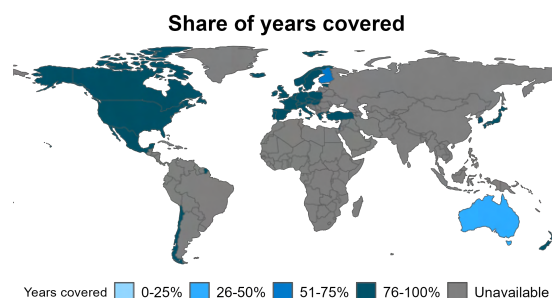 Share of years covered
Years covered 0-25% 26-50% 51-75% 76-100% Unavailable